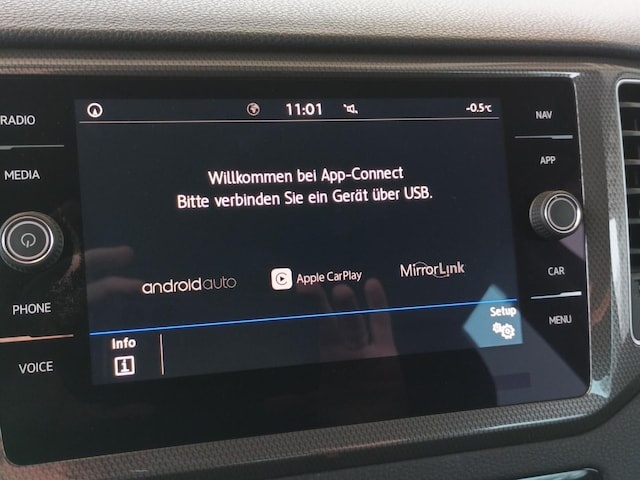 RADIO
MEDIA
PHONE
VOICE
11:01
-0.5°C
Willkommen bei App-Connect
Bitte verbinden Sie ein Gerät über USB.
androidauto
Apple CarPlay
MirrorLink
Info
i
Setup
NAV
APP
CAR
MENU